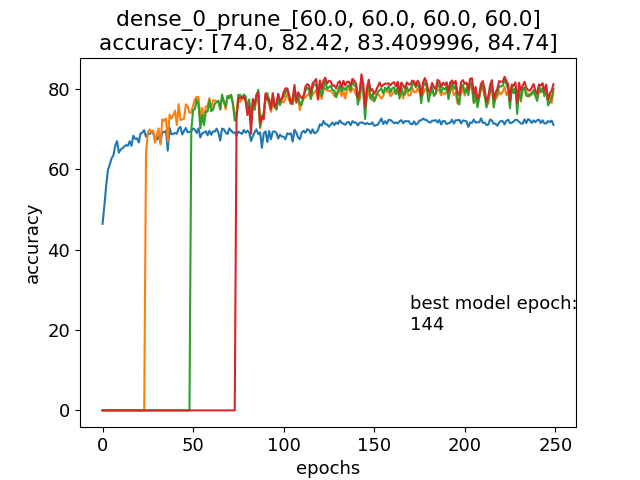 dense_0_prune_[60.0, 60.0, 60.0, 60.0]
accuracy: [74.0, 82.42, 83.409996, 84.74]
80
60
40
20
0
accuracy
best model epoch:
144
0 50 100 150 200 250
epochs